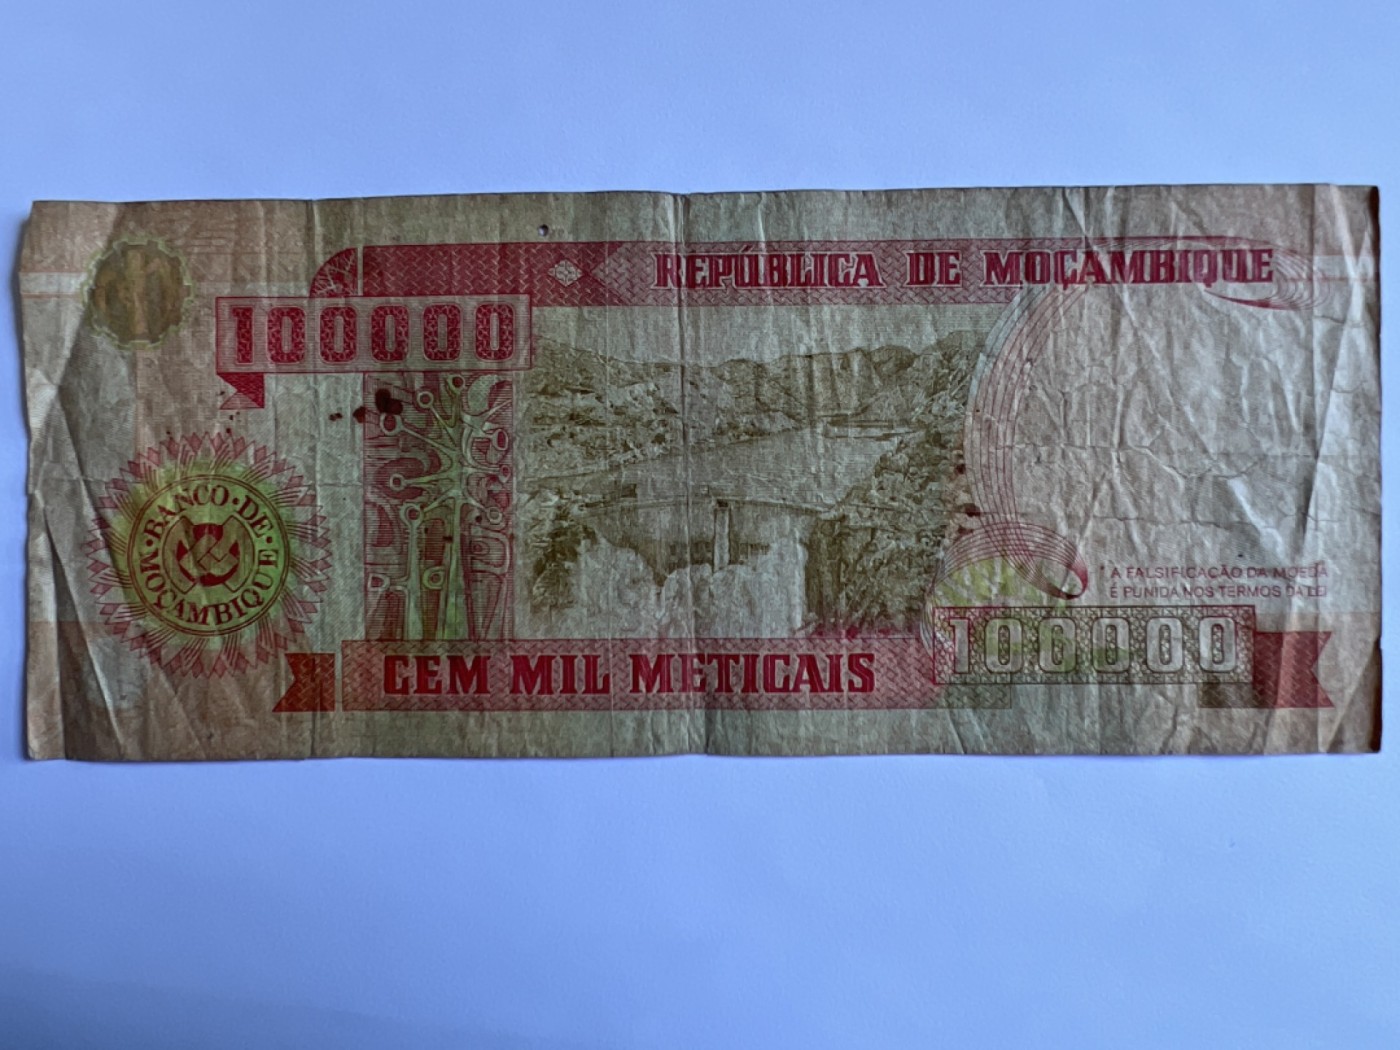 REPÚBLICA DE MOÇAMBIQUE
100000
BANCO·DE·
MOÇAMBIQUE
A FALSIFICAÇÃO DA MOEDA
É PUNIDA NOS TERMOS DA LEI
100000
CEM MIL METICAIS